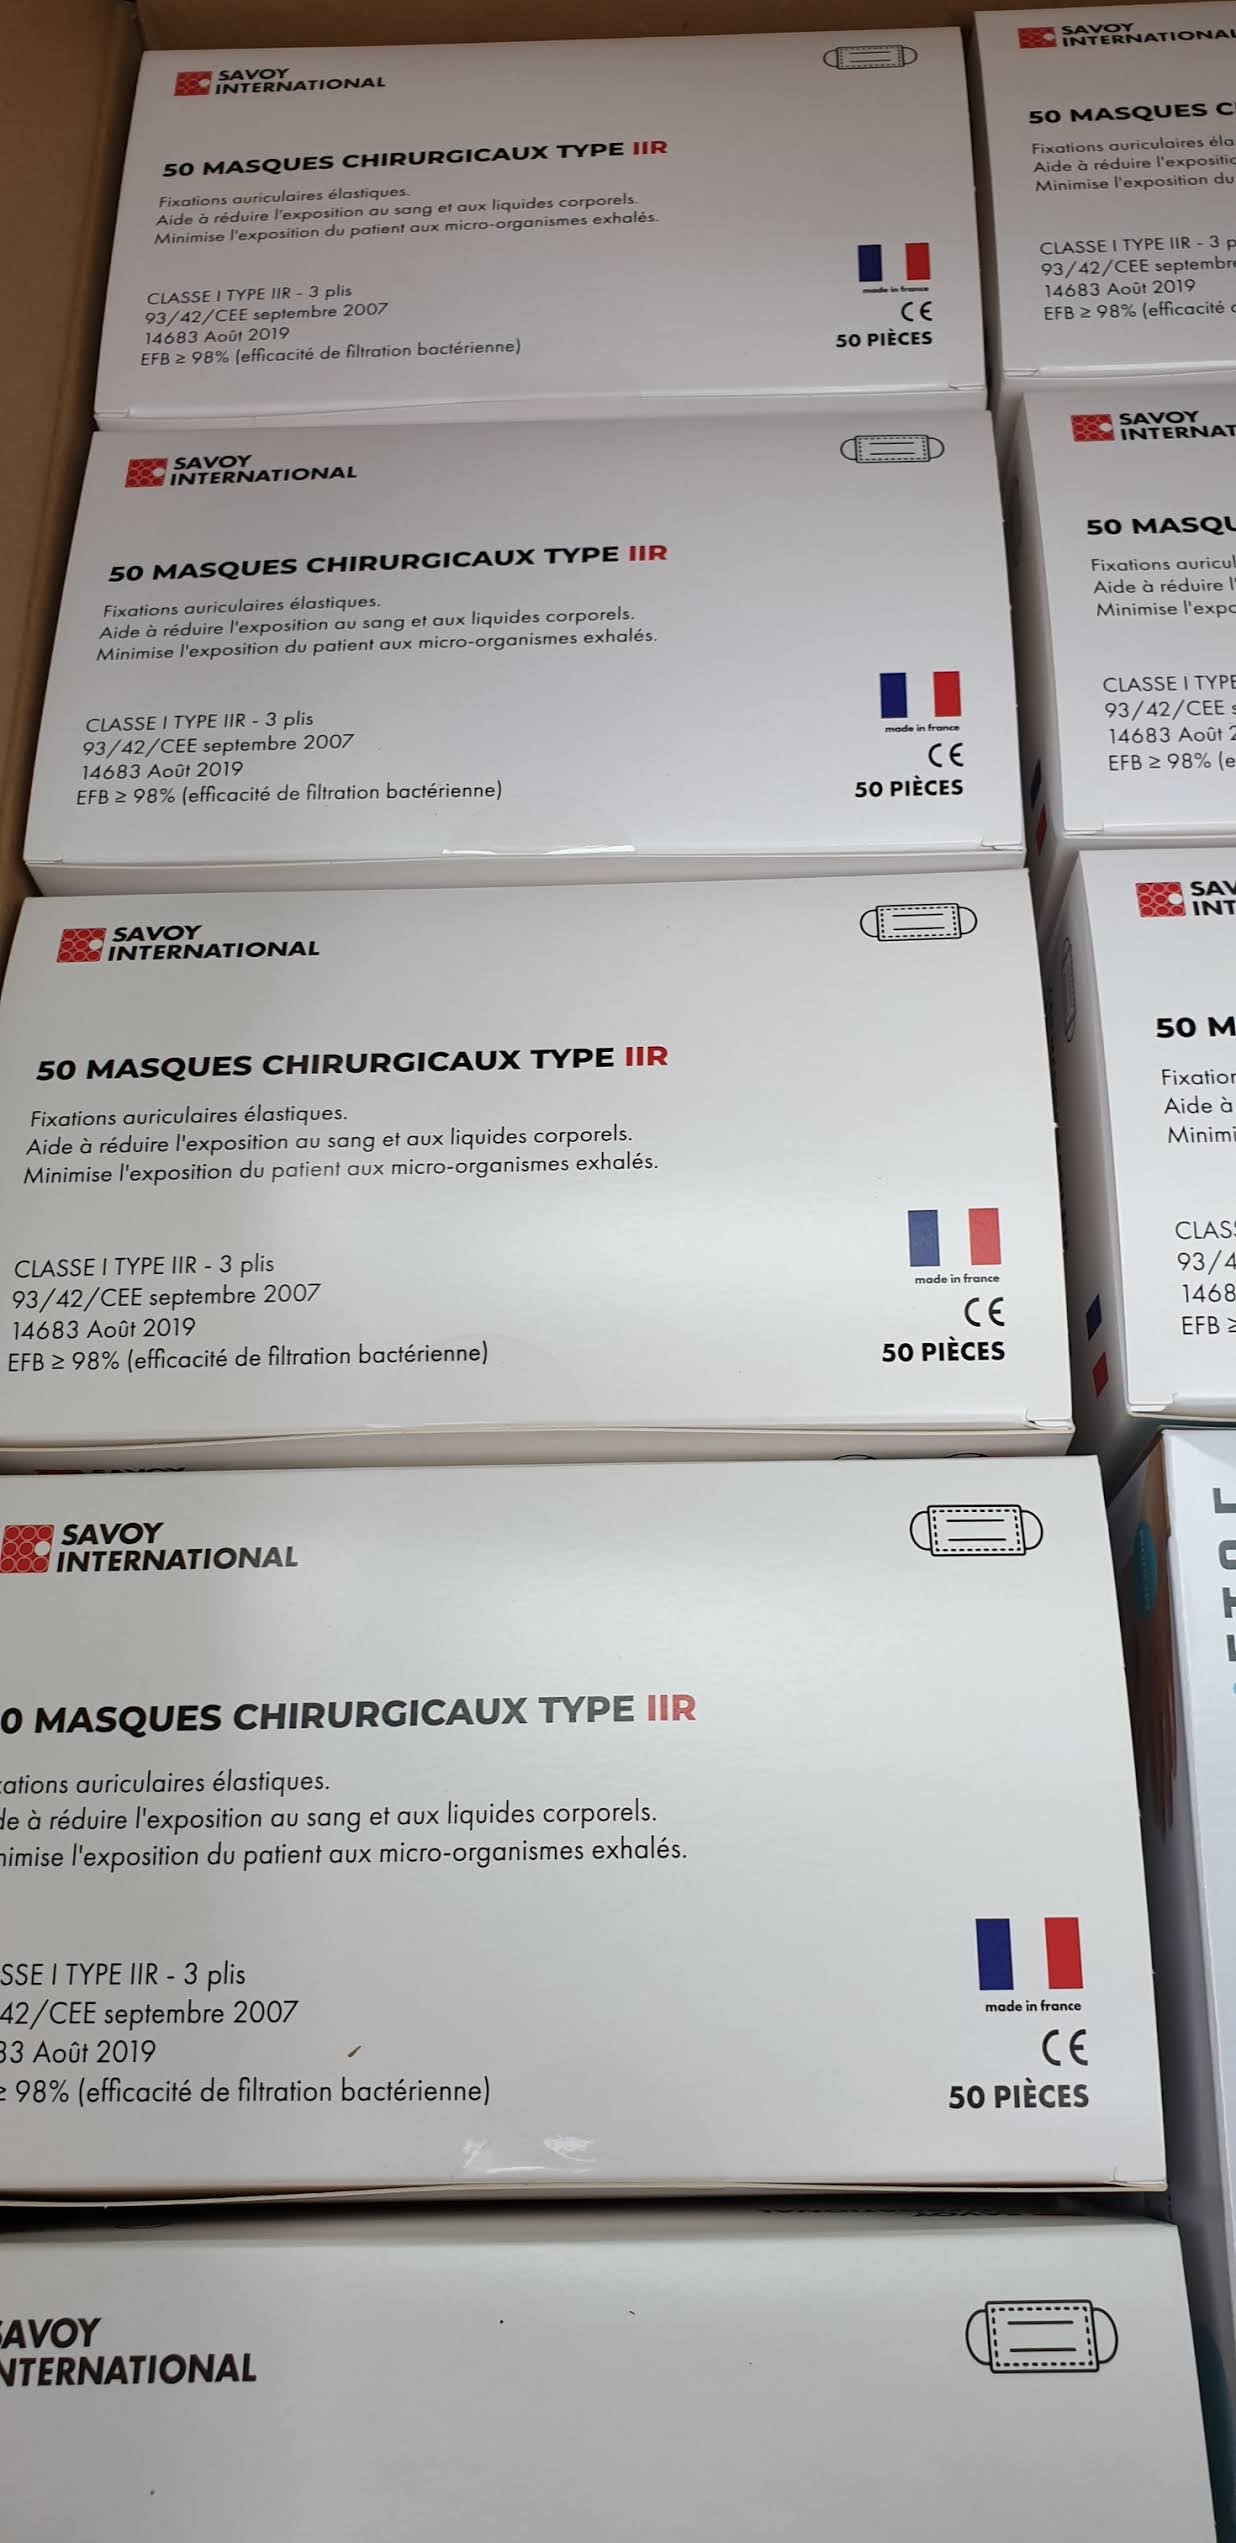 SAVOY
INTERNATIONAL
50 MASQUES CHIRURGICAUX TYPE IIR
Fixations auriculaires élastiques.
Aide à réduire l'exposition au sang et aux liquides corporels.
Minimise l'exposition du patient aux micro-organismes exhalés.
CLASSE I TYPE IIR - 3 plis
93/42/CEE septembre 2007
14683 Août 2019
EFB ≥ 98% (efficacité de filtration bactérienne)
made in france
CE
50 PIÈCES
SAVOY
INTERNATIONAL
50 MASQUES C
Fixations auriculaires éla
Aide à réduire l'expositio
Minimise l'exposition du
CLASSE I TYPE IIR - 3 p
93/42/CEE septembre
14683 Août 2019
EFB ≥ 98% (efficacité d
SAVOY
INTERNATIONAL
50 MASQUES CHIRURGICAUX TYPE IIR
Fixations auriculaires élastiques.
Aide à réduire l'exposition au sang et aux liquides corporels.
Minimise l'exposition du patient aux micro-organismes exhalés.
CLASSE I TYPE IIR - 3 plis
93/42/CEE septembre 2007
14683 Août 2019
EFB ≥ 98% (efficacité de filtration bactérienne)
made in france
CE
50 PIÈCES
SAVOY
INTERNAT
50 MASQU
Fixations auricul
Aide à réduire l'
Minimise l'expo
CLASSE I TYPE
93/42/CEE s
14683 Août 2
EFB ≥ 98% (e
SAVOY
INTERNATIONAL
50 MASQUES CHIRURGICAUX TYPE IIR
Fixations auriculaires élastiques.
Aide à réduire l'exposition au sang et aux liquides corporels.
Minimise l'exposition du patient aux micro-organismes exhalés.
CLASSE I TYPE IIR - 3 plis
93/42/CEE septembre 2007
14683 Août 2019
EFB ≥ 98% (efficacité de filtration bactérienne)
made in france
CE
50 PIÈCES
SAV
INT
50 M
Fixation
Aide à
Minimi
CLASS
93/4
1468
EFB ≥
SAVOY
INTERNATIONAL
0 MASQUES CHIRURGICAUX TYPE IIR
ations auriculaires élastiques.
de à réduire l'exposition au sang et aux liquides corporels.
nimise l'exposition du patient aux micro-organismes exhalés.
SSE I TYPE IIR - 3 plis
42/CEE septembre 2007
83 Août 2019
≥ 98% (efficacité de filtration bactérienne)
made in france
CE
50 PIÈCES
SAVOY
NTERNATIONAL